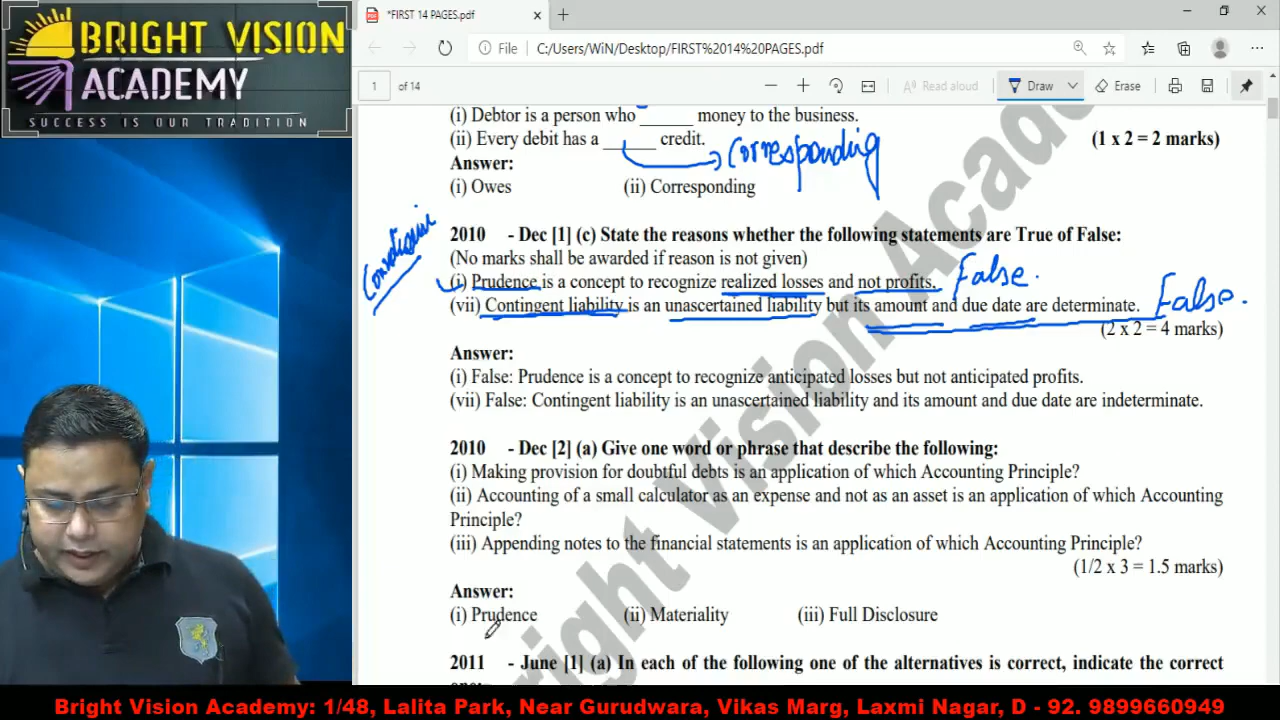 BRIGHT VISION
ACADEMY
SUCCESS IS OUR TRADITION
*FIRST 14 PAGES.pdf
File C:/Users/WiN/Desktop/FIRST%2014%20PAGES.pdf
1 of 14
Read aloud
Draw
Erase
(i) Debtor is a person who ______ money to the business.
(ii) Every debit has a ______ credit. (1 x 2 = 2 marks)
Corresponding
Answer:
(i) Owes (ii) Corresponding
2010 - Dec [1] (c) State the reasons whether the following statements are True of False:
(No marks shall be awarded if reason is not given)
(i) Prudence is a concept to recognize realized losses and not profits. False.
(vii) Contingent liability is an unascertained liability but its amount and due date are determinate. False.
(2 x 2 = 4 marks)
Answer:
(i) False: Prudence is a concept to recognize anticipated losses but not anticipated profits.
(vii) False: Contingent liability is an unascertained liability and its amount and due date are indeterminate.
2010 - Dec [2] (a) Give one word or phrase that describe the following:
(i) Making provision for doubtful debts is an application of which Accounting Principle?
(ii) Accounting of a small calculator as an expense and not as an asset is an application of which Accounting
Principle?
(iii) Appending notes to the financial statements is an application of which Accounting Principle?
(1/2 x 3 = 1.5 marks)
Answer:
(i) Prudence (ii) Materiality (iii) Full Disclosure
2011 - June [1] (a) In each of the following one of the alternatives is correct, indicate the correct
one:
Bright Vision Acade
Bright Vision Academy: 1/48, Lalita Park, Near Gurudwara, Vikas Marg, Laxmi Nagar, D - 92. 9899660949